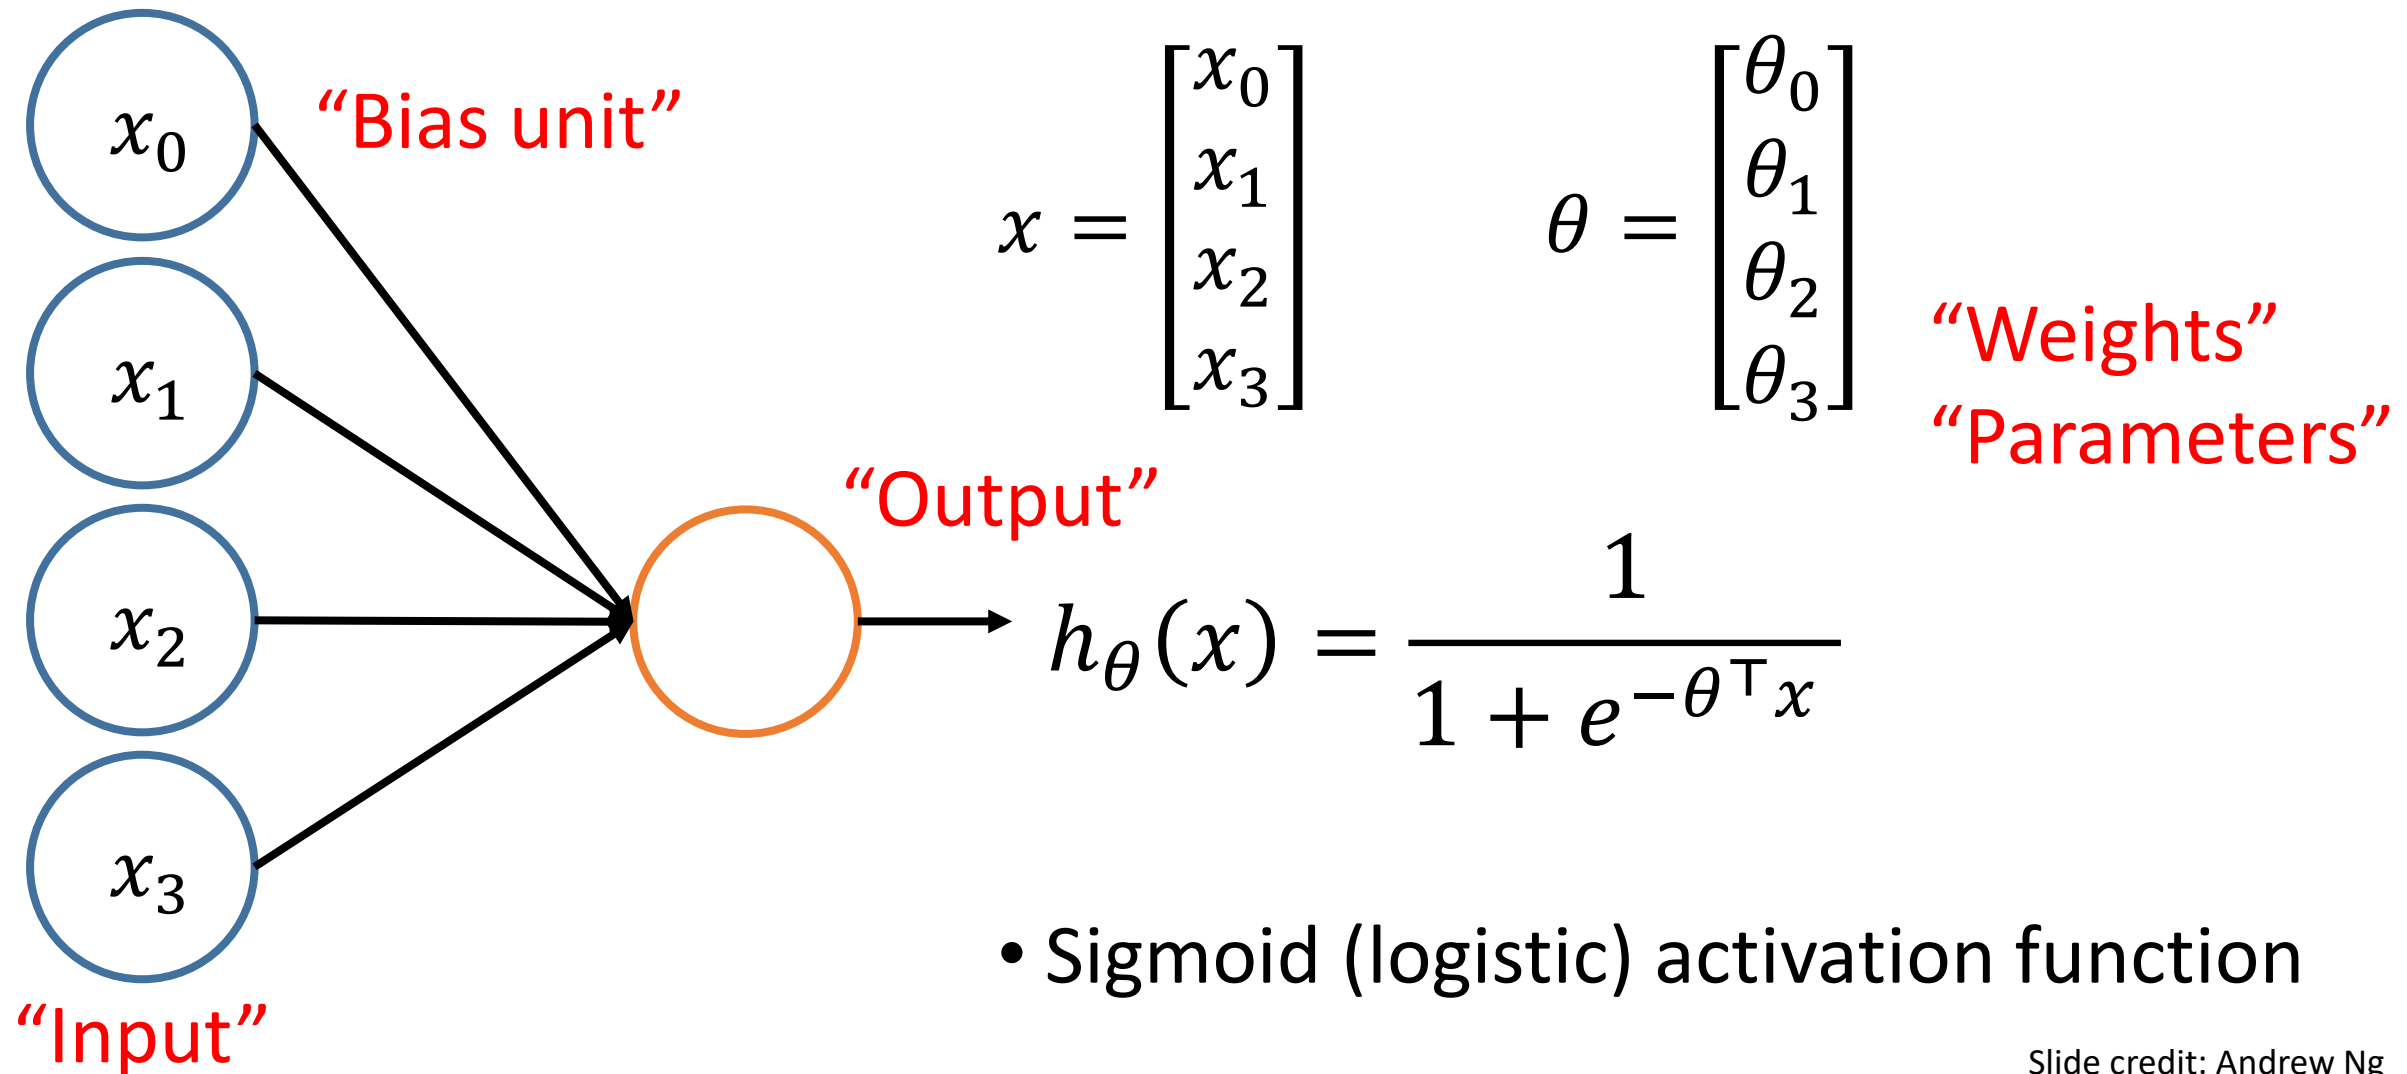 x₀
“Bias unit”
x₁
x₂
x₃
“Input”
x = [x₀ x₁ x₂ x₃]
θ = [θ₀ θ₁ θ₂ θ₃]
“Weights”
“Parameters”
“Output”
h_θ(x) = 1 / (1 + e^(−θ^⊤ x))
• Sigmoid (logistic) activation function
Slide credit: Andrew Ng